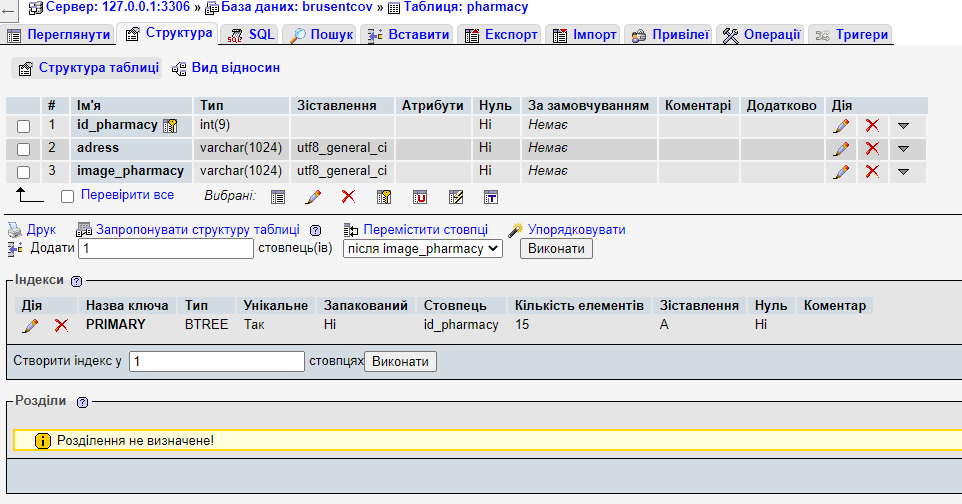 Сервер: 127.0.0.1:3306 » База даних: brusentcov » Таблиця: pharmacy
Переглянути Структура SQL Пошук Вставити Експорт Імпорт Привілеї Операції Тригери
Структура таблиці Вид відносин
# Ім'я Тип Зіставлення Атрибути Нуль За замовчуванням Коментарі Додатково Дія
1 id_pharmacy int(9) Ні Немає
2 adress varchar(1024) utf8_general_ci Ні Немає
3 image_pharmacy varchar(1024) utf8_general_ci Ні Немає
Перевірити все Вибрані:
Друк Запропонувати структуру таблиці Перемістити стовпці Упорядковувати
Додати 1 стовпець(ів) після image_pharmacy Виконати
Індекси
Дія Назва ключа Тип Унікальне Запакований Стовпець Кількість елементів Зіставлення Нуль Коментар
PRIMARY BTREE Так Ні id_pharmacy 15 A Ні
Створити індекс у 1 стовпцях Виконати
Розділи
Розділення не визначене!